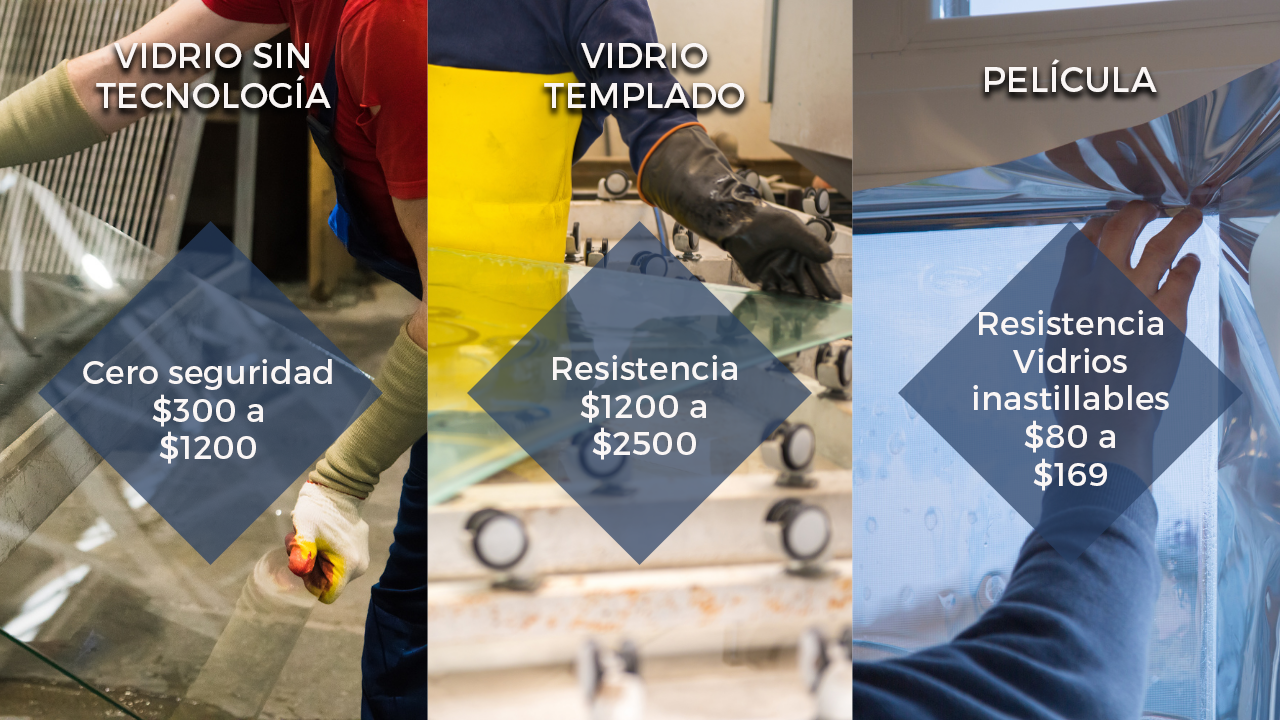 VIDRIO SIN
TECNOLOGÍA
Cero seguridad
$300 a
$1200
VIDRIO
TEMPLADO
Resistencia
$1200 a
$2500
PELÍCULA
Resistencia
Vidrios
inastillables
$80 a
$169